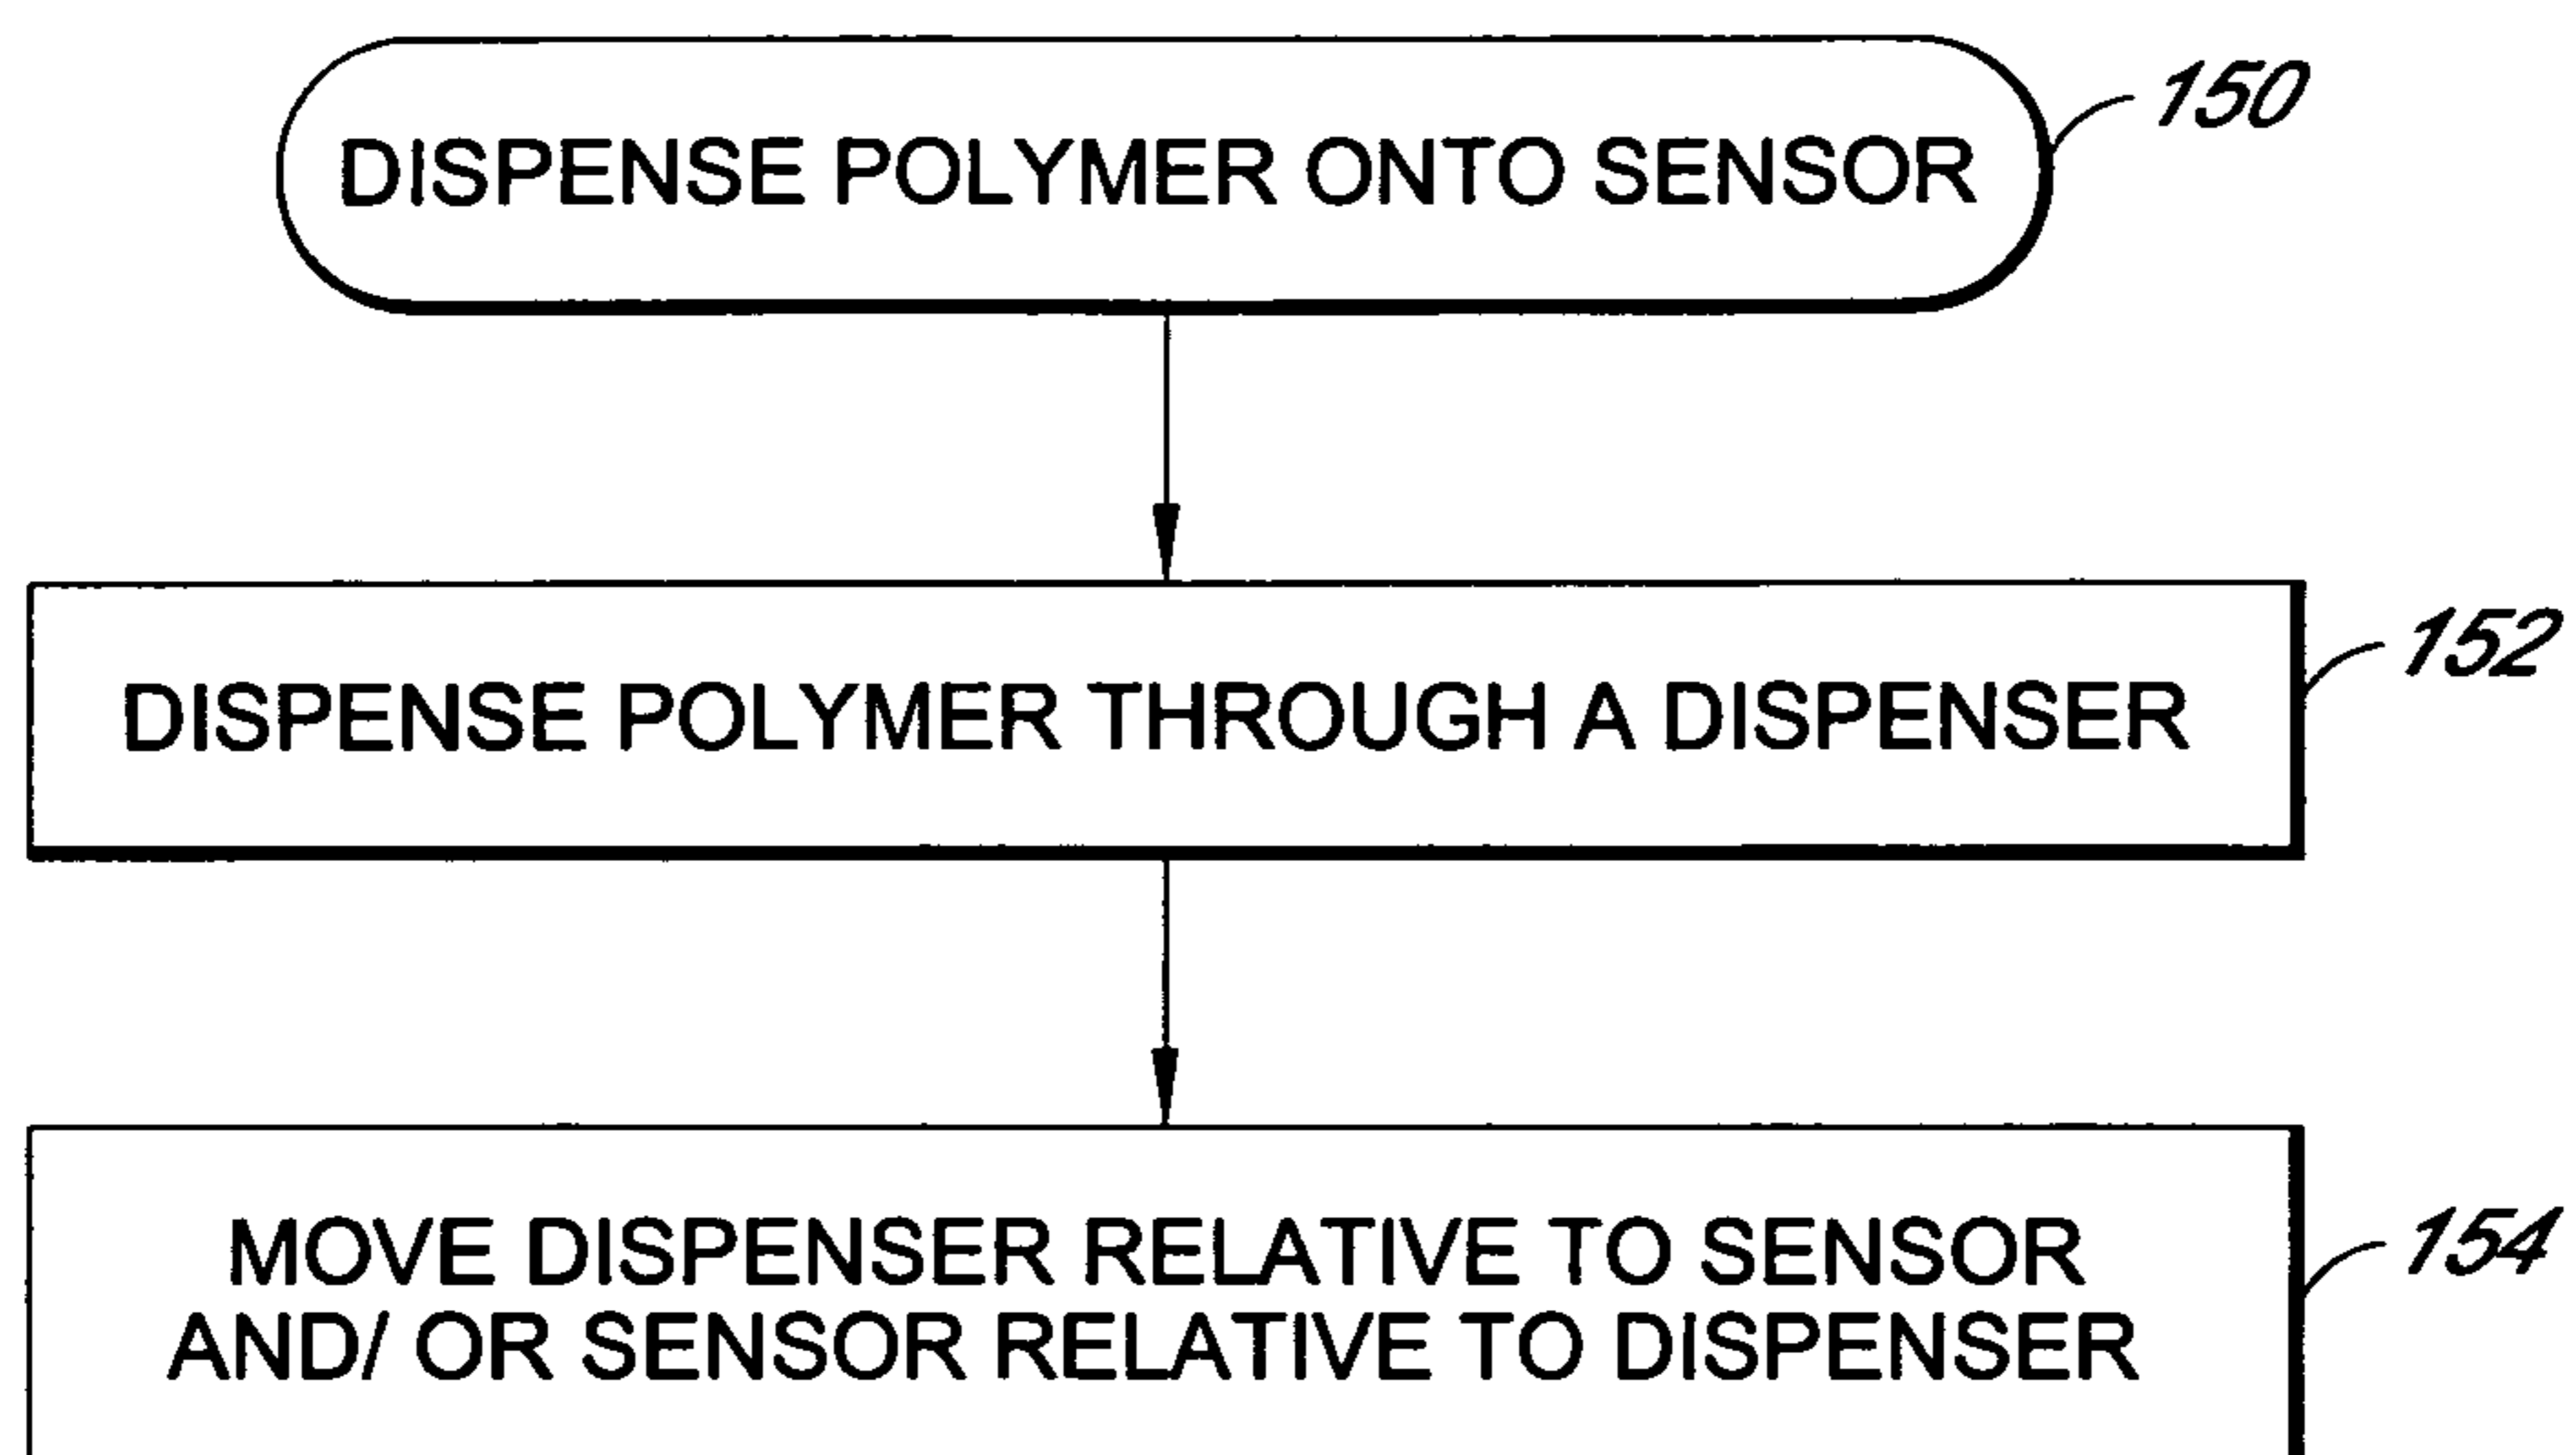 DISPENSE POLYMER ONTO SENSOR
150
DISPENSE POLYMER THROUGH A DISPENSER
152
MOVE DISPENSER RELATIVE TO SENSOR
AND/ OR SENSOR RELATIVE TO DISPENSER
154